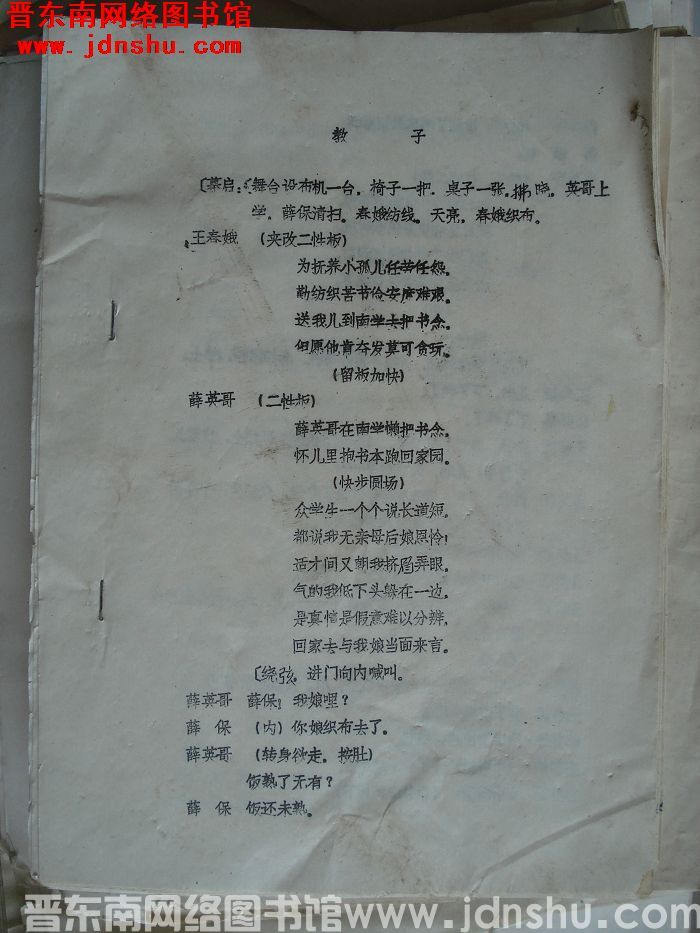 晋东南网络图书馆
www.jdnshu.com
教 子
〔幕启：舞台设布机一台，椅子一把，桌子一张。拂晓，英哥上
学，薛保清扫。春娥纺线。天亮，春娥织布。
王春娥 （夹改二性板）
为抚养小孤儿任苦任怨。
勤纺织苦节俭安度难艰。
送我儿到南学去把书念。
但愿他肯奋发莫可贪玩。
（留板加快）
薛英哥 （二性板）
薛英哥在南学懒把书念。
怀儿里抱书本跑回家园。
（快步圆场）
众学生一个个说长道短。
都说我无亲母后娘恩怜！
适才间又朝我挤眉弄眼。
气的我低下头躲在一边。
是真情是假意难以分辨。
回家去与我娘当面来言。
〔绕弦。进门向内喊叫。
薛英哥 薛保！我娘哩？
薛 保 （内）你娘织布去了。
薛英哥 （转身欲走。按肚）
饭熟了无有？
薛 保 饭还未熟。
晋东南网络图书馆 www.jdnshu.com